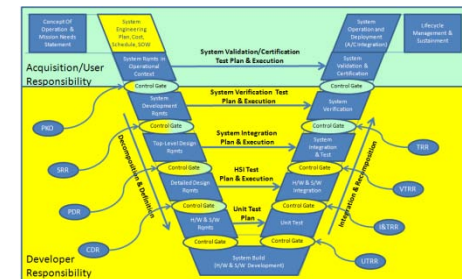 Concept Of
Operation &
Mission Needs
Statement
System
Engineering
Plan, Cost,
Schedule, SOW
System Operation
and Deployment
(A/C Integration)
Lifecycle
Management &
Sustainment
System Rqmts in
Operational
Context
System Validation/Certification
Test Plan & Execution
System
Validation &
Certification
Acquisition/User
Responsibility
Control Gate
Control Gate
System
Development
Rqmts
System Verification Test
Plan & Execution
System
Verification
PKD
Control Gate
Control Gate
TRR
Top-Level Design
Rqmts
System Integration
Plan & Execution
System
Integration
& Test
SRR
Control Gate
Control Gate
VTRR
Decomposition & Definition
Integration & Recomposition
Detailed Design
Rqmts
HSI Test
Plan & Execution
H/W & S/W
Integration
PDR
Control Gate
Control Gate
I&TRR
H/W & S/W
Rqmts
Unit Test
Plan
Unit Test
CDR
Control Gate
Control Gate
UTRR
System Build
(H/W & S/W Development)
Developer
Responsibility